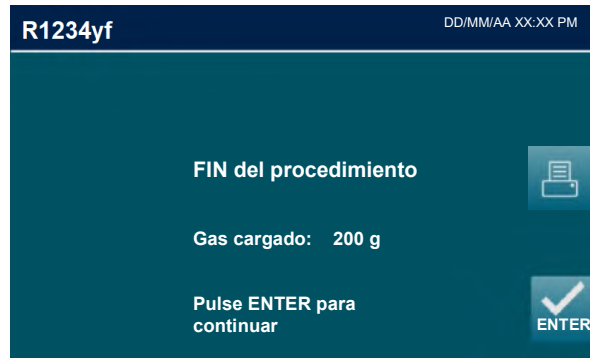 R1234yf
DD/MM/AA XX:XX PM
FIN del procedimiento
Gas cargado: 200 g
Pulse ENTER para
continuar
ENTER